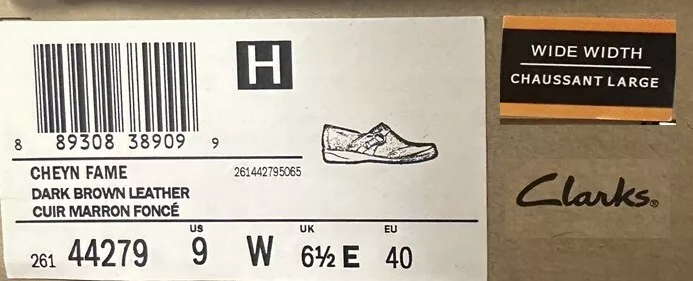 H
8 89308 38909 9
CHEYN FAME
261442795065
DARK BROWN LEATHER
CUIR MARRON FONCÉ
US UK EU
261 44279 9 W 6½ E 40
WIDE WIDTH
CHAUSSANT LARGE
Clarks®